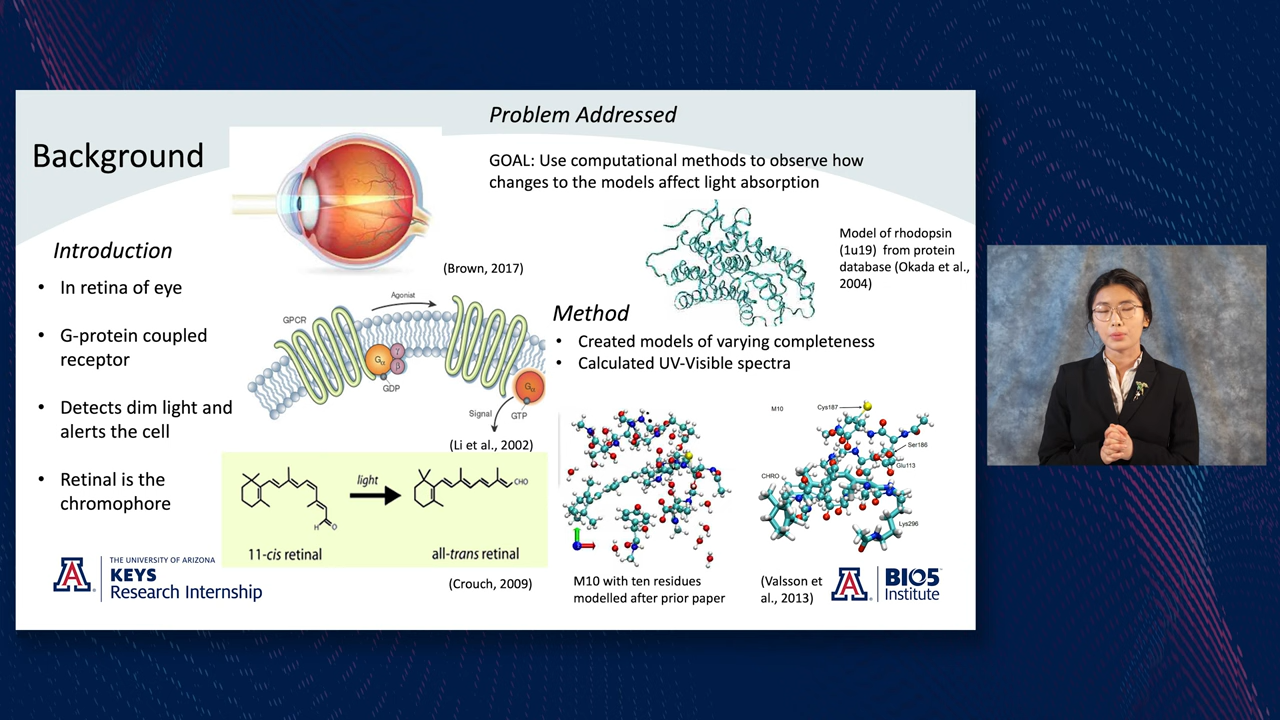 Background
Introduction
• In retina of eye
• G-protein coupled
receptor
• Detects dim light and
alerts the cell
• Retinal is the
chromophore
(Brown, 2017)
Agonist
GPCR
Gα
γ
β
GDP
Gα
Signal
GTP
(Li et al., 2002)
light
CHO
H
O
11-cis retinal
all-trans retinal
(Crouch, 2009)
Problem Addressed
GOAL: Use computational methods to observe how
changes to the models affect light absorption
Model of rhodopsin
(1u19) from protein
database (Okada et al.,
2004)
Method
• Created models of varying completeness
• Calculated UV-Visible spectra
M10
Cys187
Ser186
Glu113
CHRO
Lys296
M10 with ten residues
modelled after prior paper
(Valsson et
al., 2013)
A
THE UNIVERSITY OF ARIZONA
KEYS
Research Internship
A
BIO5
Institute